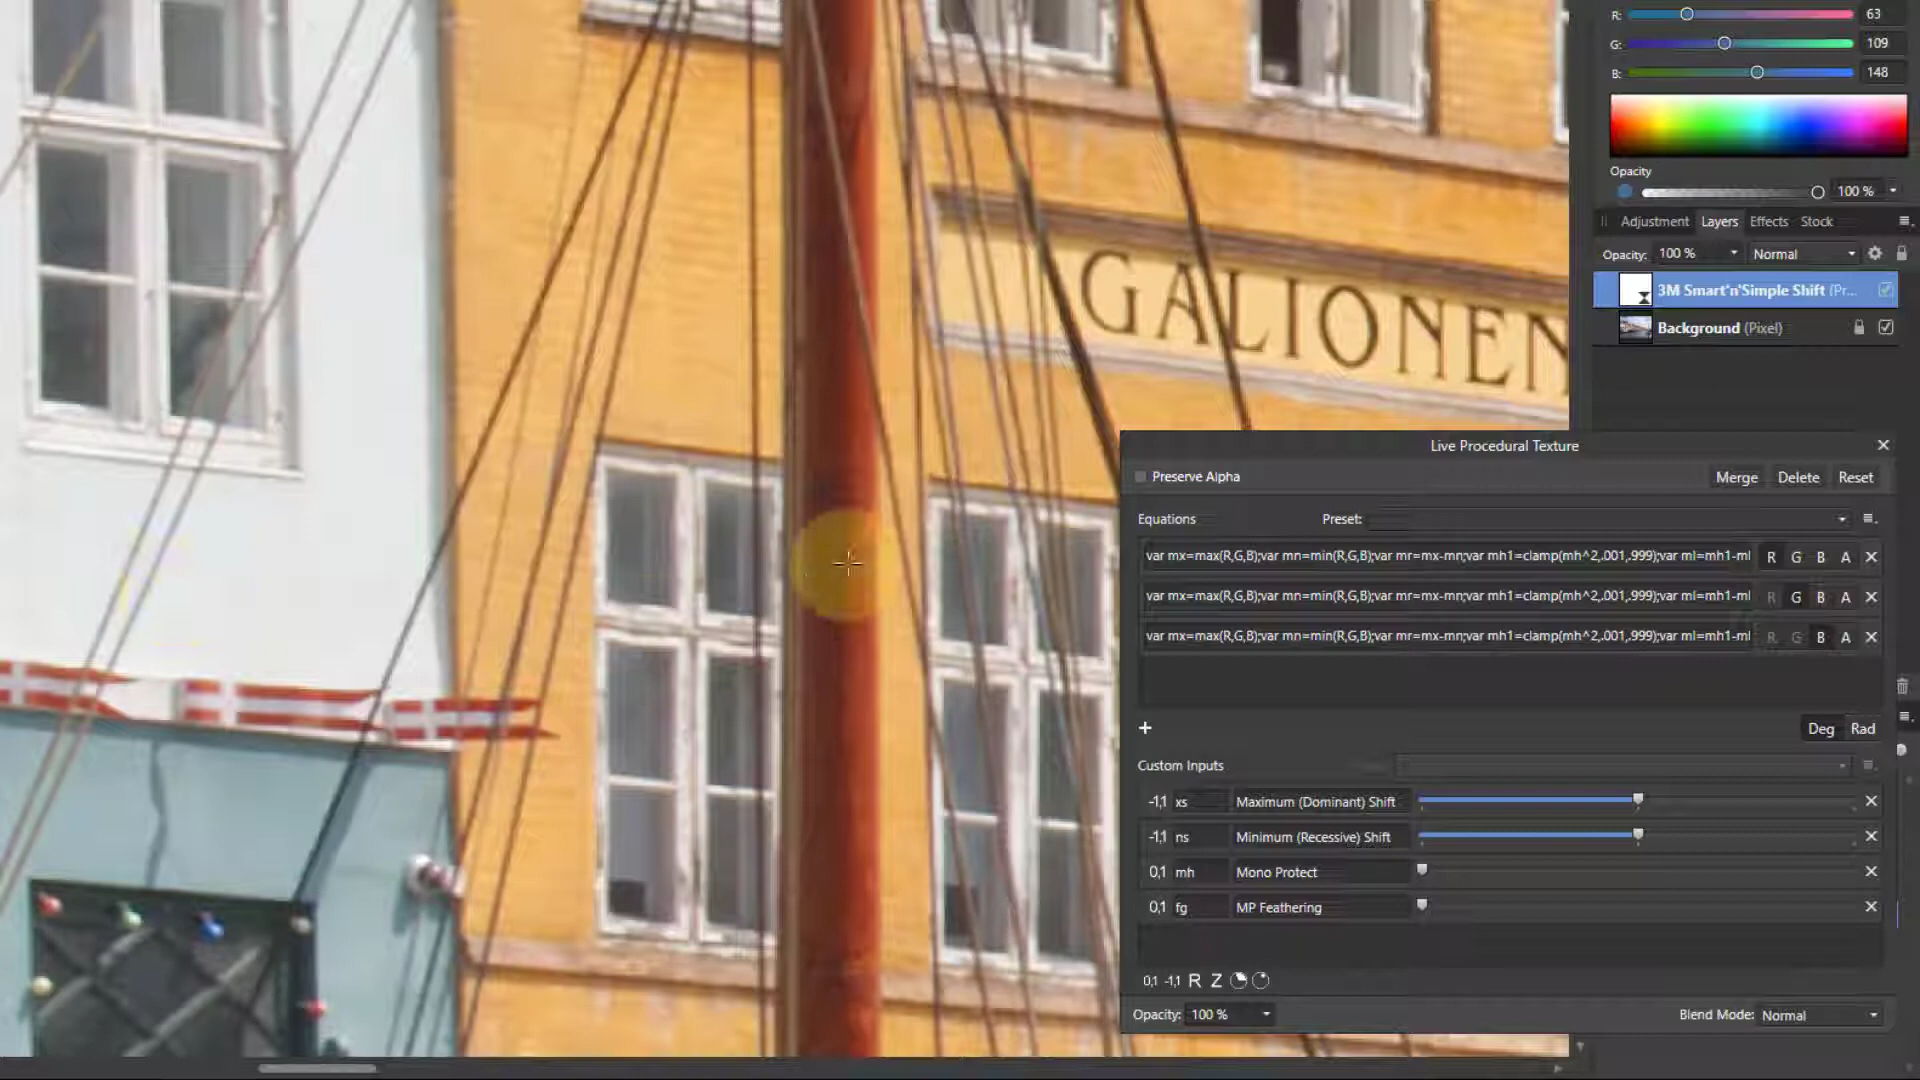 R: 63
G: 109
B: 148
Opacity
100 %
Adjustment Layers Effects Stock
Opacity: 100 % Normal
3M Smart'n'Simple Shift (Pr...
Background (Pixel)
GALIONEN
Live Procedural Texture
Preserve Alpha Merge Delete Reset
Equations Preset:
var mx=max(R,G,B);var mn=min(R,G,B);var mr=mx-mn;var mh1=clamp(mh^2,.001,.999);var ml=mh1-ml R G B A
var mx=max(R,G,B);var mn=min(R,G,B);var mr=mx-mn;var mh1=clamp(mh^2,.001,.999);var ml=mh1-ml R G B A
var mx=max(R,G,B);var mn=min(R,G,B);var mr=mx-mn;var mh1=clamp(mh^2,.001,.999);var ml=mh1-ml R G B A
Deg Rad
Custom Inputs
-1,1 xs Maximum (Dominant) Shift
-1,1 ns Minimum (Recessive) Shift
0,1 mh Mono Protect
0,1 fg MP Feathering
0,1 -1,1 R Z
Opacity: 100 % Blend Mode: Normal